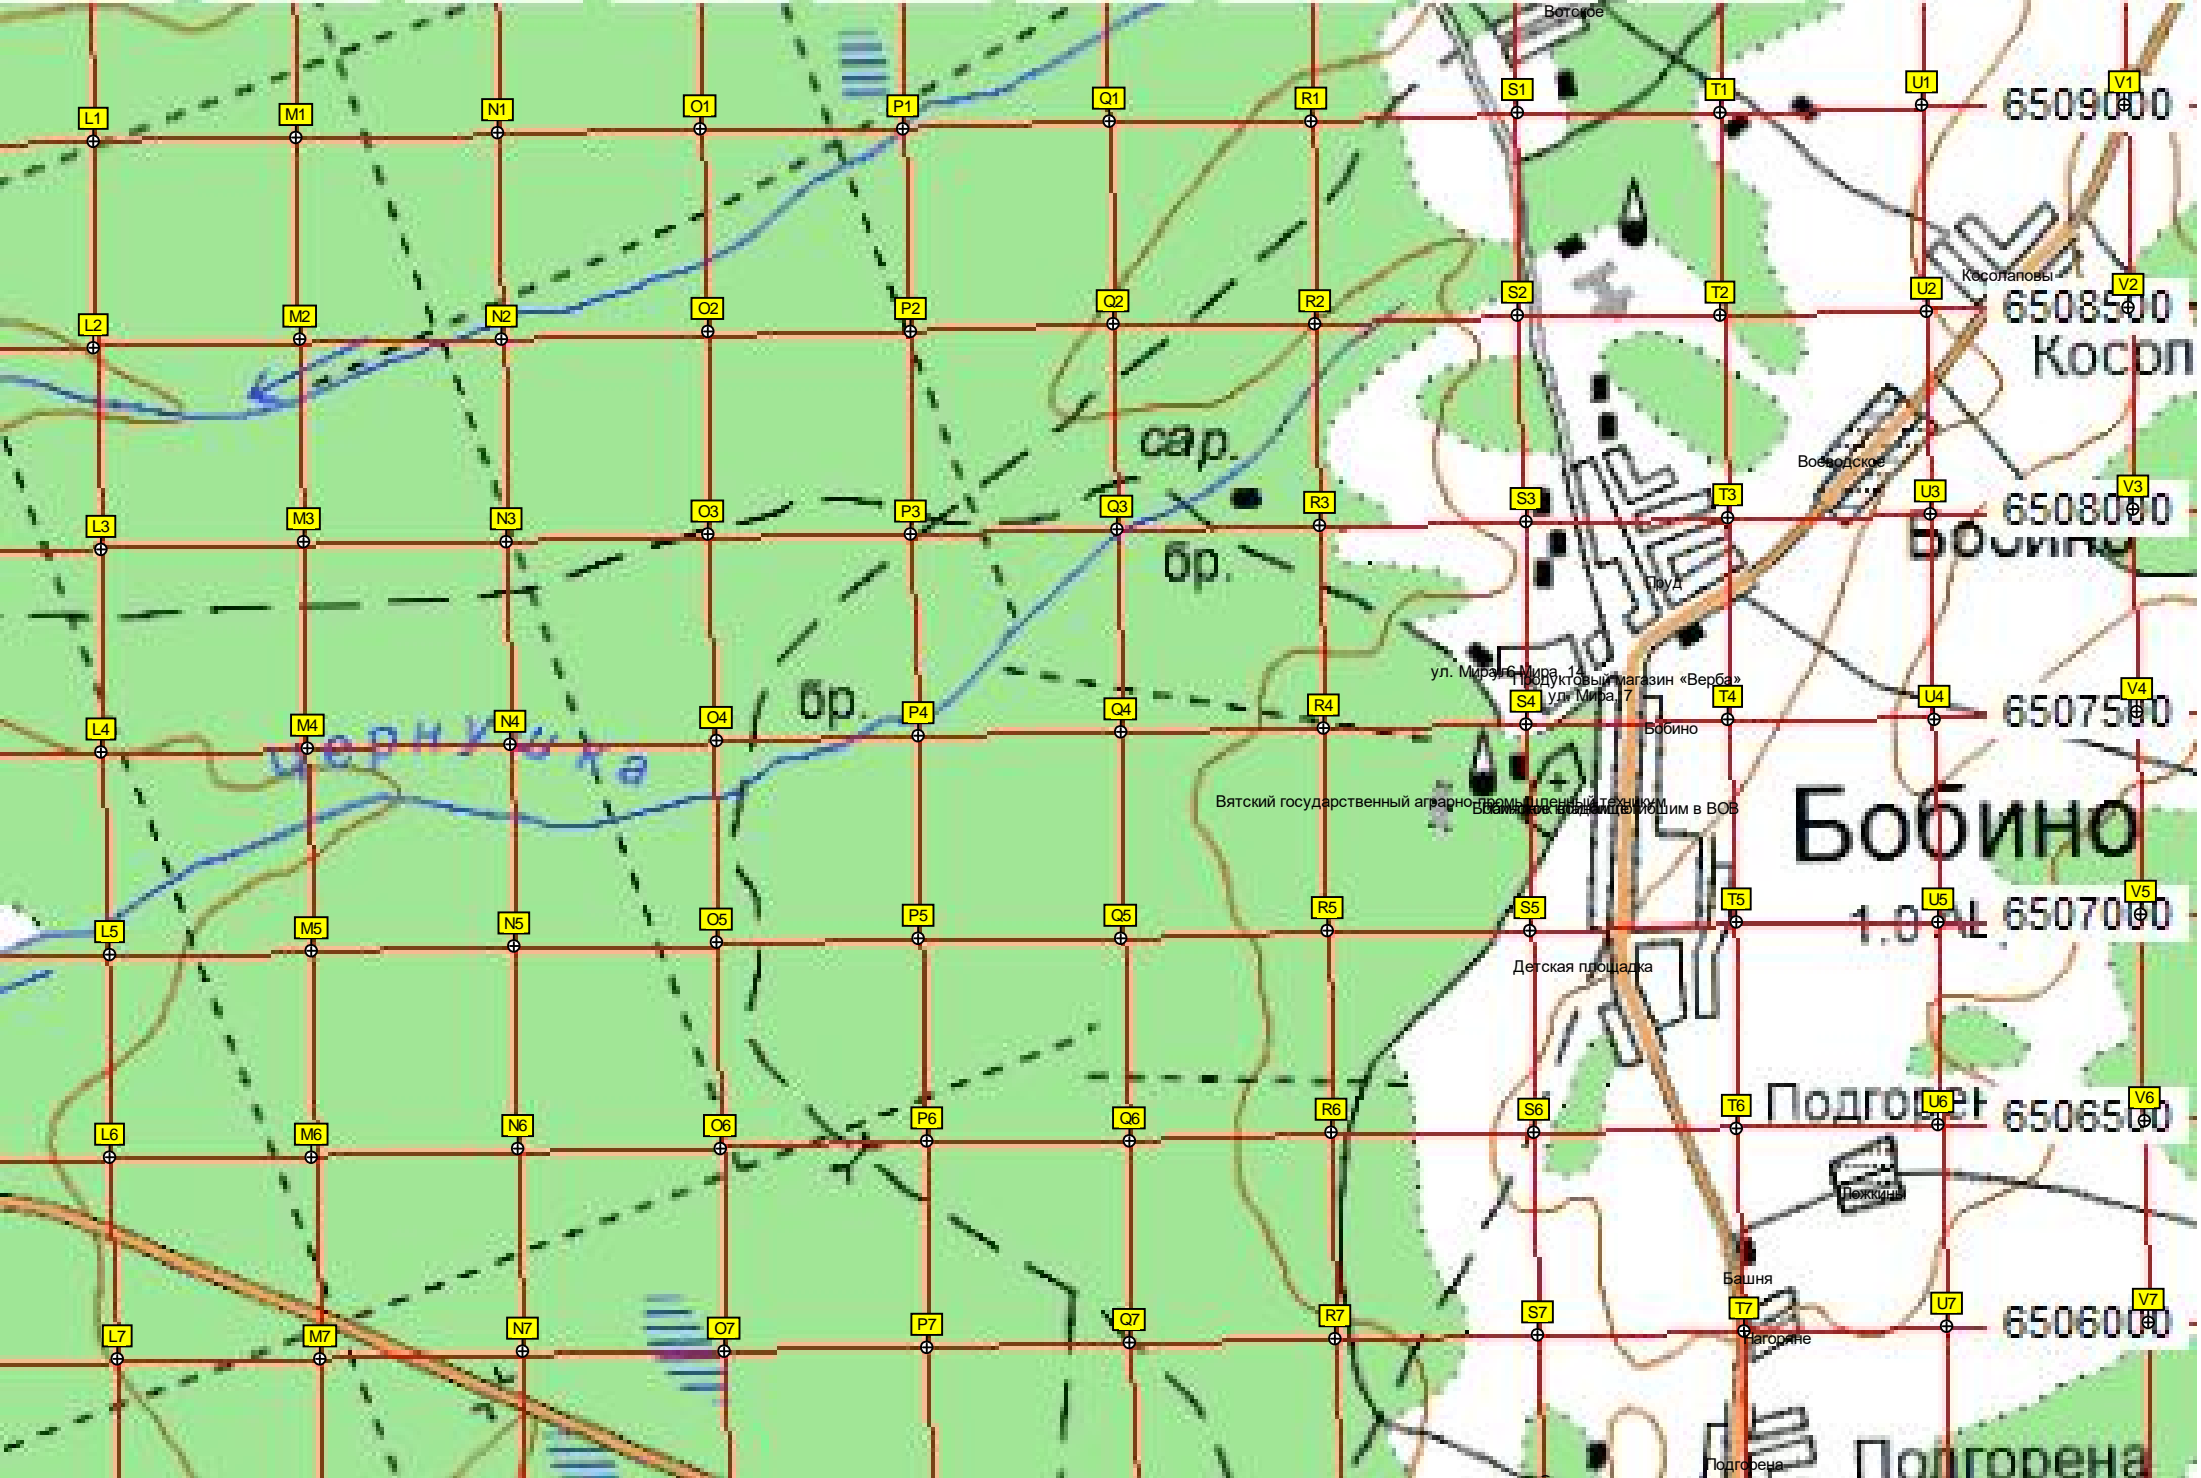 Вотское
L1 M1 N1 O1 P1 Q1 R1 S1 T1 U1 V1
6509000
Косолаповы
L2 M2 N2 O2 P2 Q2 R2 S2 T2 U2 V2
6508500
Косол
сар.
Воеводское
L3 M3 N3 O3 P3 Q3 R3 S3 T3 U3 V3
6508000
Бобино
бр.
Пруд
ул. Мира, 14
Продуктовый магазин «Верба»
ул. Мира, 7
бр.
L4 M4 N4 O4 P4 Q4 R4 S4 T4 U4 V4
6507500
Бобино
Чернушка
Вятский государственный аграрно-промышленный техникум
Бобино
L5 M5 N5 O5 P5 Q5 R5 S5 T5 U5 V5
6507000
Детская площадка
L6 M6 N6 O6 P6 Q6 R6 S6 T6 U6 V6
6506500
Ложкины
Башня
L7 M7 N7 O7 P7 Q7 R7 S7 T7 U7 V7
6506000
Нагоряне
Подгорена
Подгорена